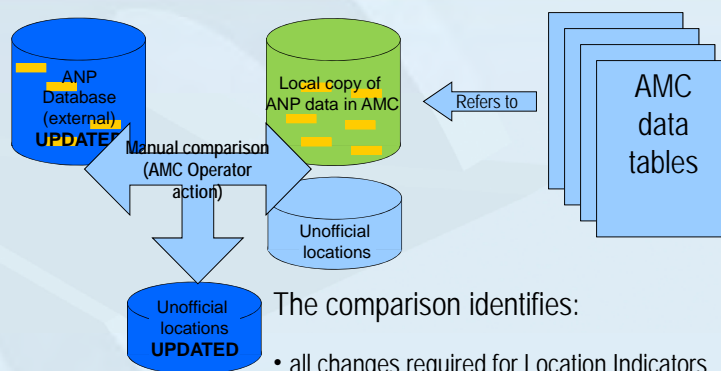 ANP
Database
(external)
UPDATED
Local copy of
ANP data in AMC
Refers to
AMC
data
tables
Manual comparison
(AMC Operator
action)
Unofficial
locations
Unofficial
locations
UPDATED
The comparison identifies:
• all changes required for Location Indicators